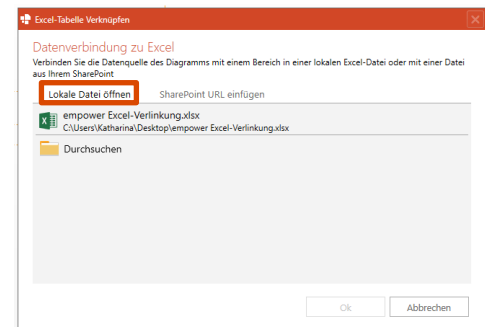 Excel-Tabelle Verknüpfen
Datenverbindung zu Excel
Verbinden Sie die Datenquelle des Diagramms mit einem Bereich in einer lokalen Excel-Datei oder mit einer Datei
aus Ihrem SharePoint
Lokale Datei öffnen SharePoint URL einfügen
empower Excel-Verlinkung.xlsx
C:\Users\Katharina\Desktop\empower Excel-Verlinkung.xlsx
Durchsuchen
Ok Abbrechen